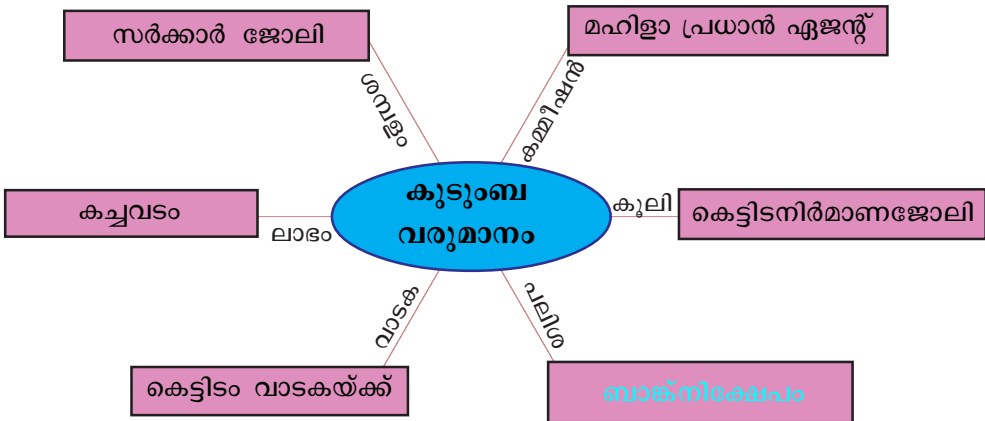 സർക്കാർ ജോലി
മഹിളാ പ്രധാൻ ഏജന്റ്
ശമ്പളം
കമ്മീഷൻ
കച്ചവടം
ലാഭം
കുടുംബ
വരുമാനം
കൂലി
കെട്ടിടനിർമാണജോലി
വാടക
പലിശ
കെട്ടിടം വാടകയ്ക്ക്
ബാങ്ക്നിക്ഷേപം